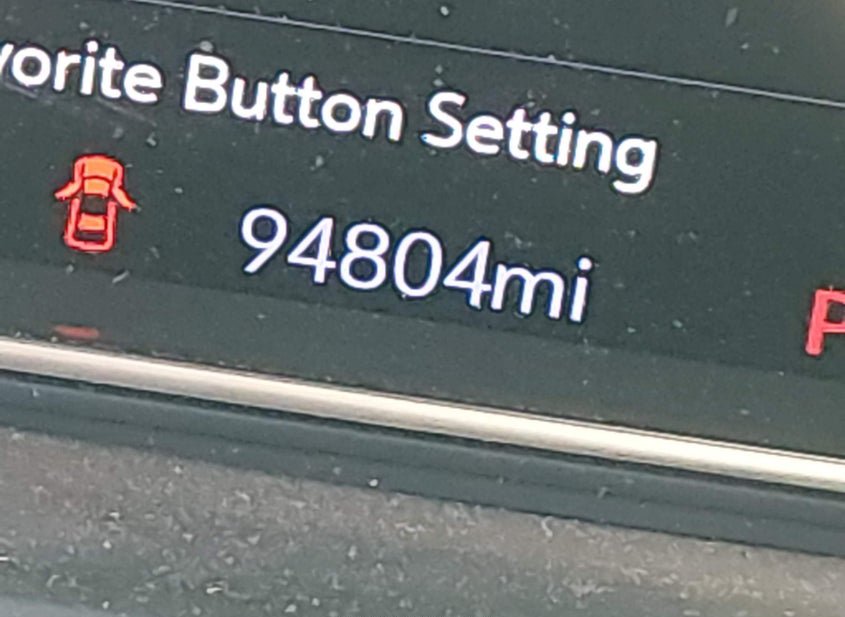 vorite Button Setting
94804mi
P